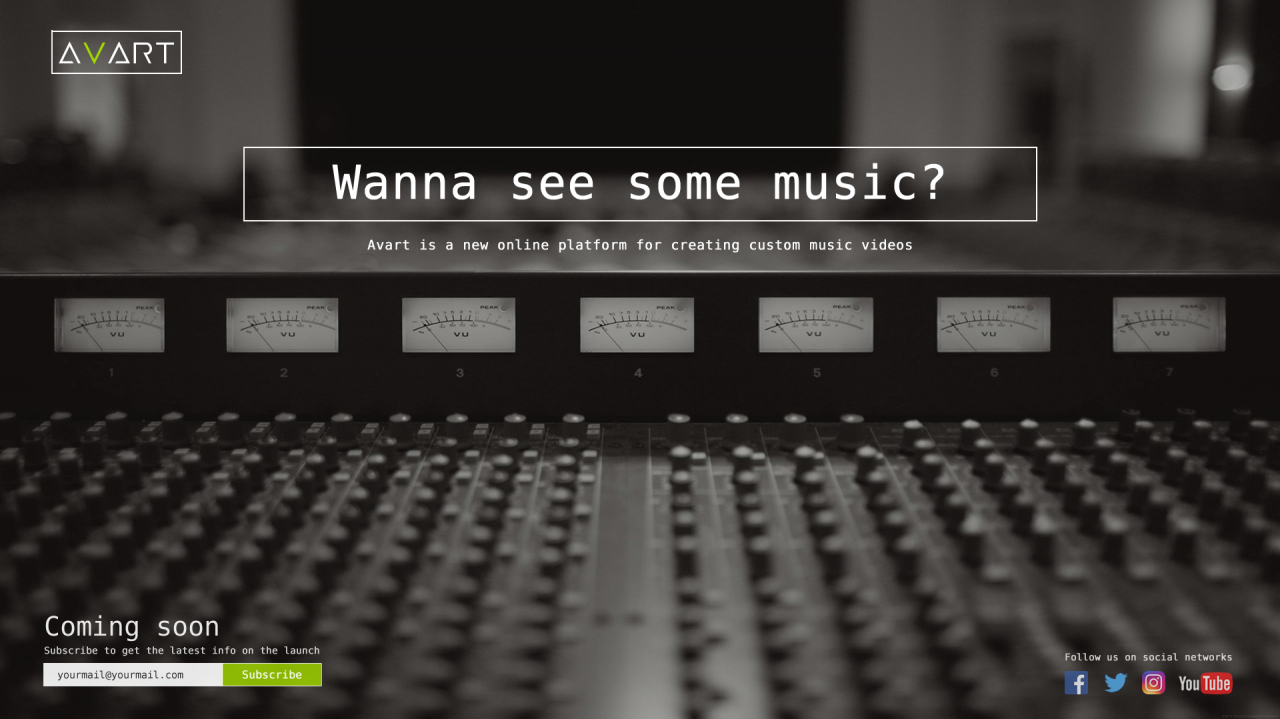 AVART
Wanna see some music?
Avart is a new online platform for creating custom music videos
PEAK PEAK PEAK PEAK PEAK PEAK PEAK
VU VU VU VU VU VU VU
1 2 3 4 5 6 7
Coming soon
Subscribe to get the latest info on the launch
yourmail@yourmail.com Subscribe
Follow us on social networks
YouTube